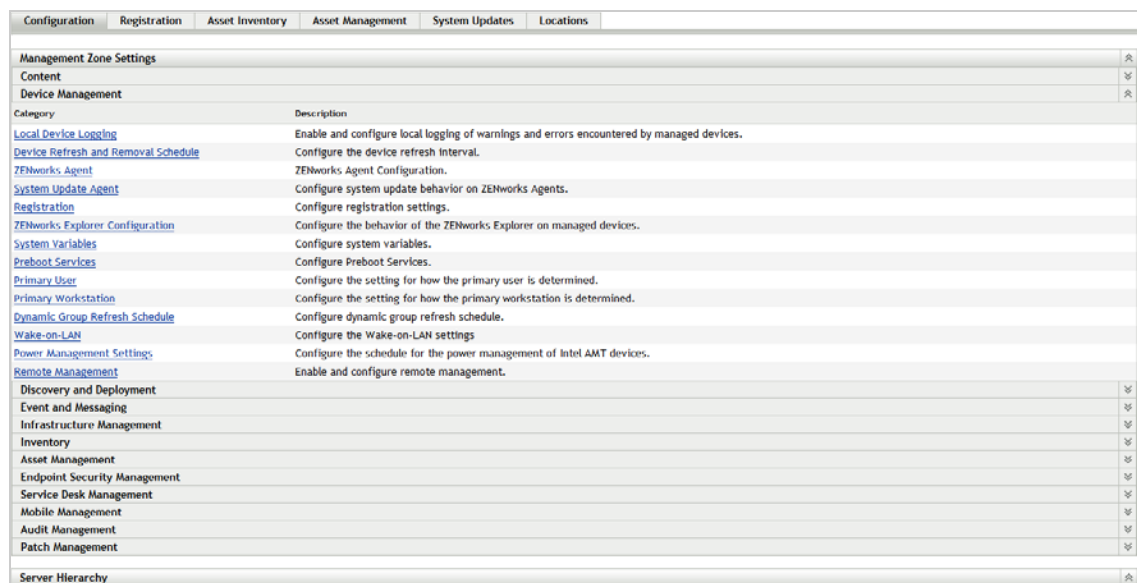 Configuration Registration Asset Inventory Asset Management System Updates Locations
Management Zone Settings
Content
Device Management
Category Description
Local Device Logging Enable and configure local logging of warnings and errors encountered by managed devices.
Device Refresh and Removal Schedule Configure the device refresh interval.
ZENworks Agent ZENworks Agent Configuration.
System Update Agent Configure system update behavior on ZENworks Agents.
Registration Configure registration settings.
ZENworks Explorer Configuration Configure the behavior of the ZENworks Explorer on managed devices.
System Variables Configure system variables.
Preboot Services Configure Preboot Services.
Primary User Configure the setting for how the primary user is determined.
Primary Workstation Configure the setting for how the primary workstation is determined.
Dynamic Group Refresh Schedule Configure dynamic group refresh schedule.
Wake-on-LAN Configure the Wake-on-LAN settings
Power Management Settings Configure the schedule for the power management of Intel AMT devices.
Remote Management Enable and configure remote management.
Discovery and Deployment
Event and Messaging
Infrastructure Management
Inventory
Asset Management
Endpoint Security Management
Service Desk Management
Mobile Management
Audit Management
Patch Management
Server Hierarchy